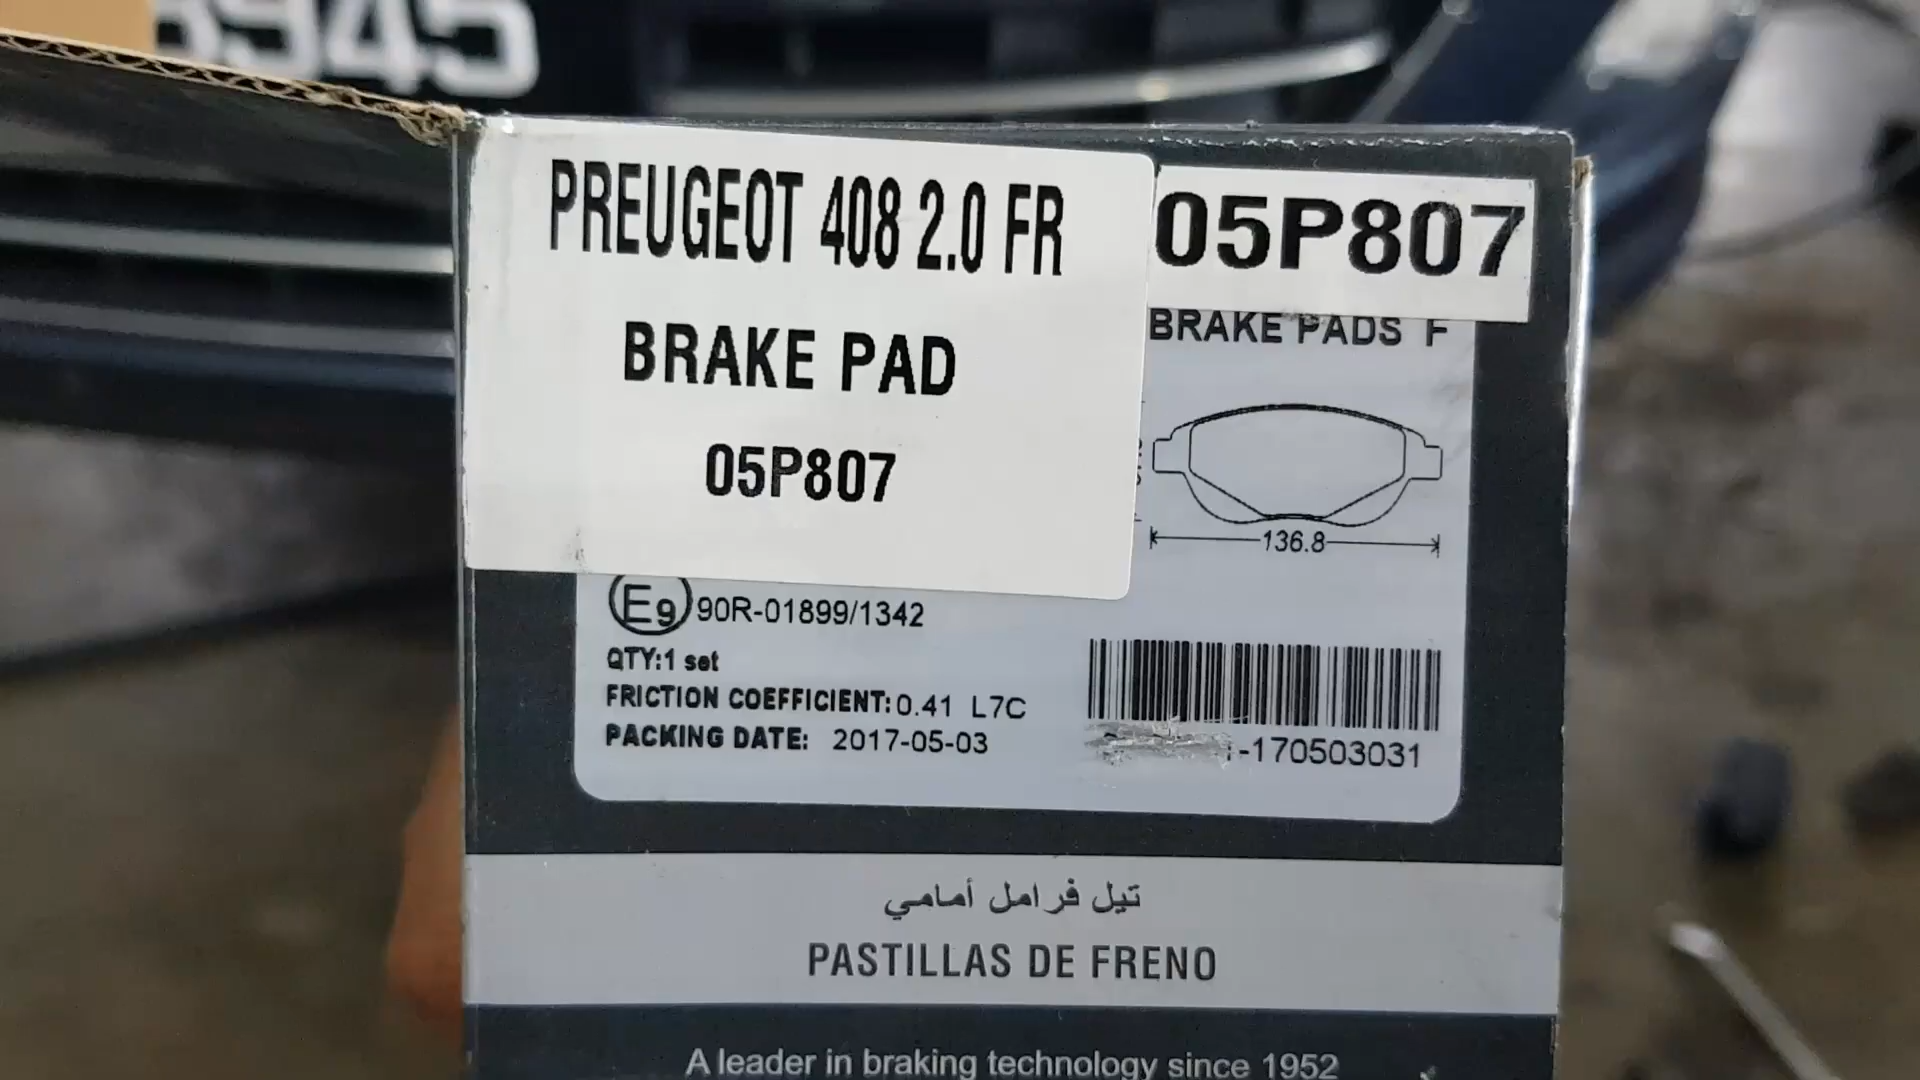 PREUGEOT 408 2.0 FR
BRAKE PAD
05P807
05P807
BRAKE PADS F
136.8
E9 90R-01899/1342
QTY:1 set
FRICTION COEFFICIENT: 0.41 L7C
PACKING DATE: 2017-05-03
-170503031
تيل فرامل أمامي
PASTILLAS DE FRENO
A leader in braking technology since 1952